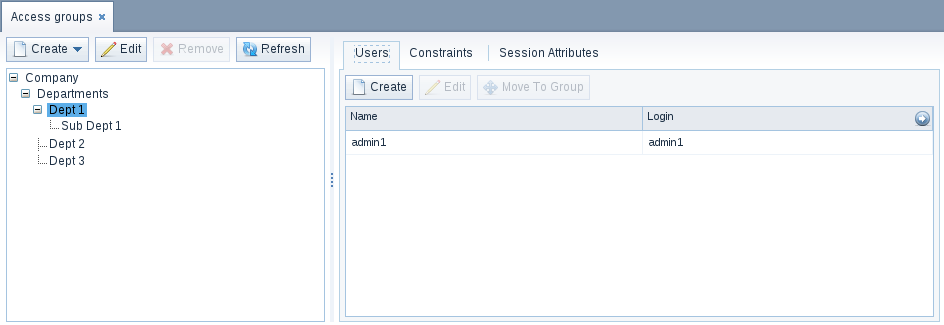 Access groups
Create Edit Remove Refresh
Company
Departments
Dept 1
Sub Dept 1
Dept 2
Dept 3
Users Constraints Session Attributes
Create Edit Move To Group
Name Login
admin1 admin1